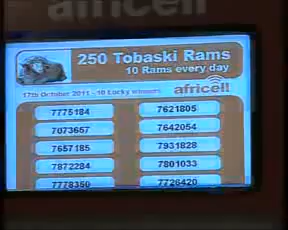 africell
250 Tobaski Rams
10 Rams every day
17th October 2011 - 10 Lucky winners
africell
7775184 7621805
7073657 7642054
7657185 7931828
7872284 7801033
7778350 7726420